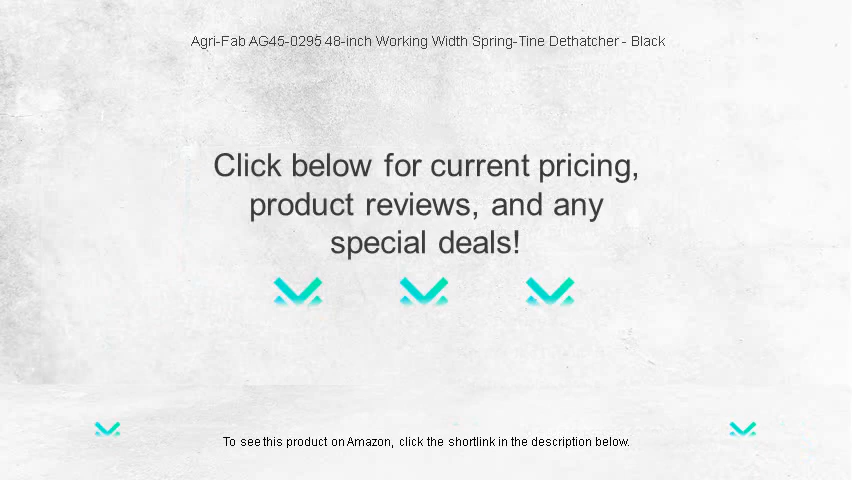 Agri-Fab AG45-0295 48-inch Working Width Spring-Tine Dethatcher - Black
Click below for current pricing,
product reviews, and any
special deals!
To see this product on Amazon, click the shortlink in the description below.